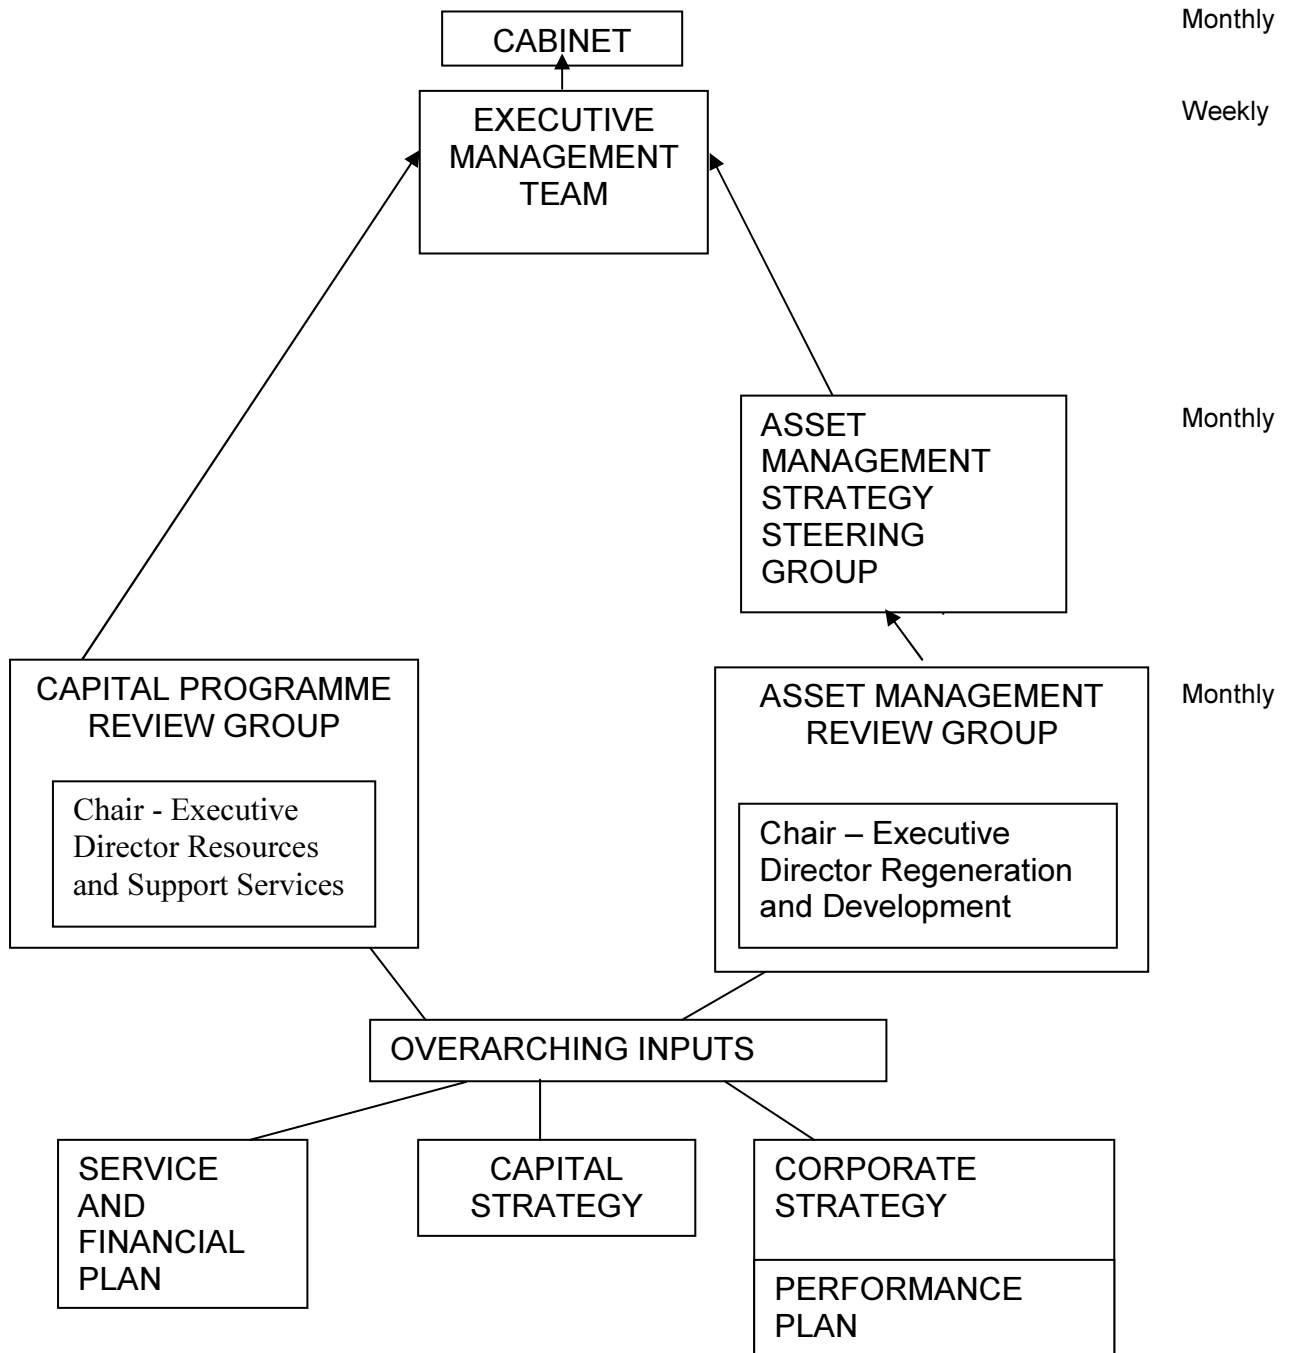 CABINET
Monthly
EXECUTIVE
MANAGEMENT
TEAM
Weekly
ASSET
MANAGEMENT
STRATEGY
STEERING
GROUP
Monthly
CAPITAL PROGRAMME
REVIEW GROUP
Chair - Executive
Director Resources
and Support Services
ASSET MANAGEMENT
REVIEW GROUP
Chair – Executive
Director Regeneration
and Development
Monthly
OVERARCHING INPUTS
SERVICE
AND
FINANCIAL
PLAN
CAPITAL
STRATEGY
CORPORATE
STRATEGY
PERFORMANCE
PLAN